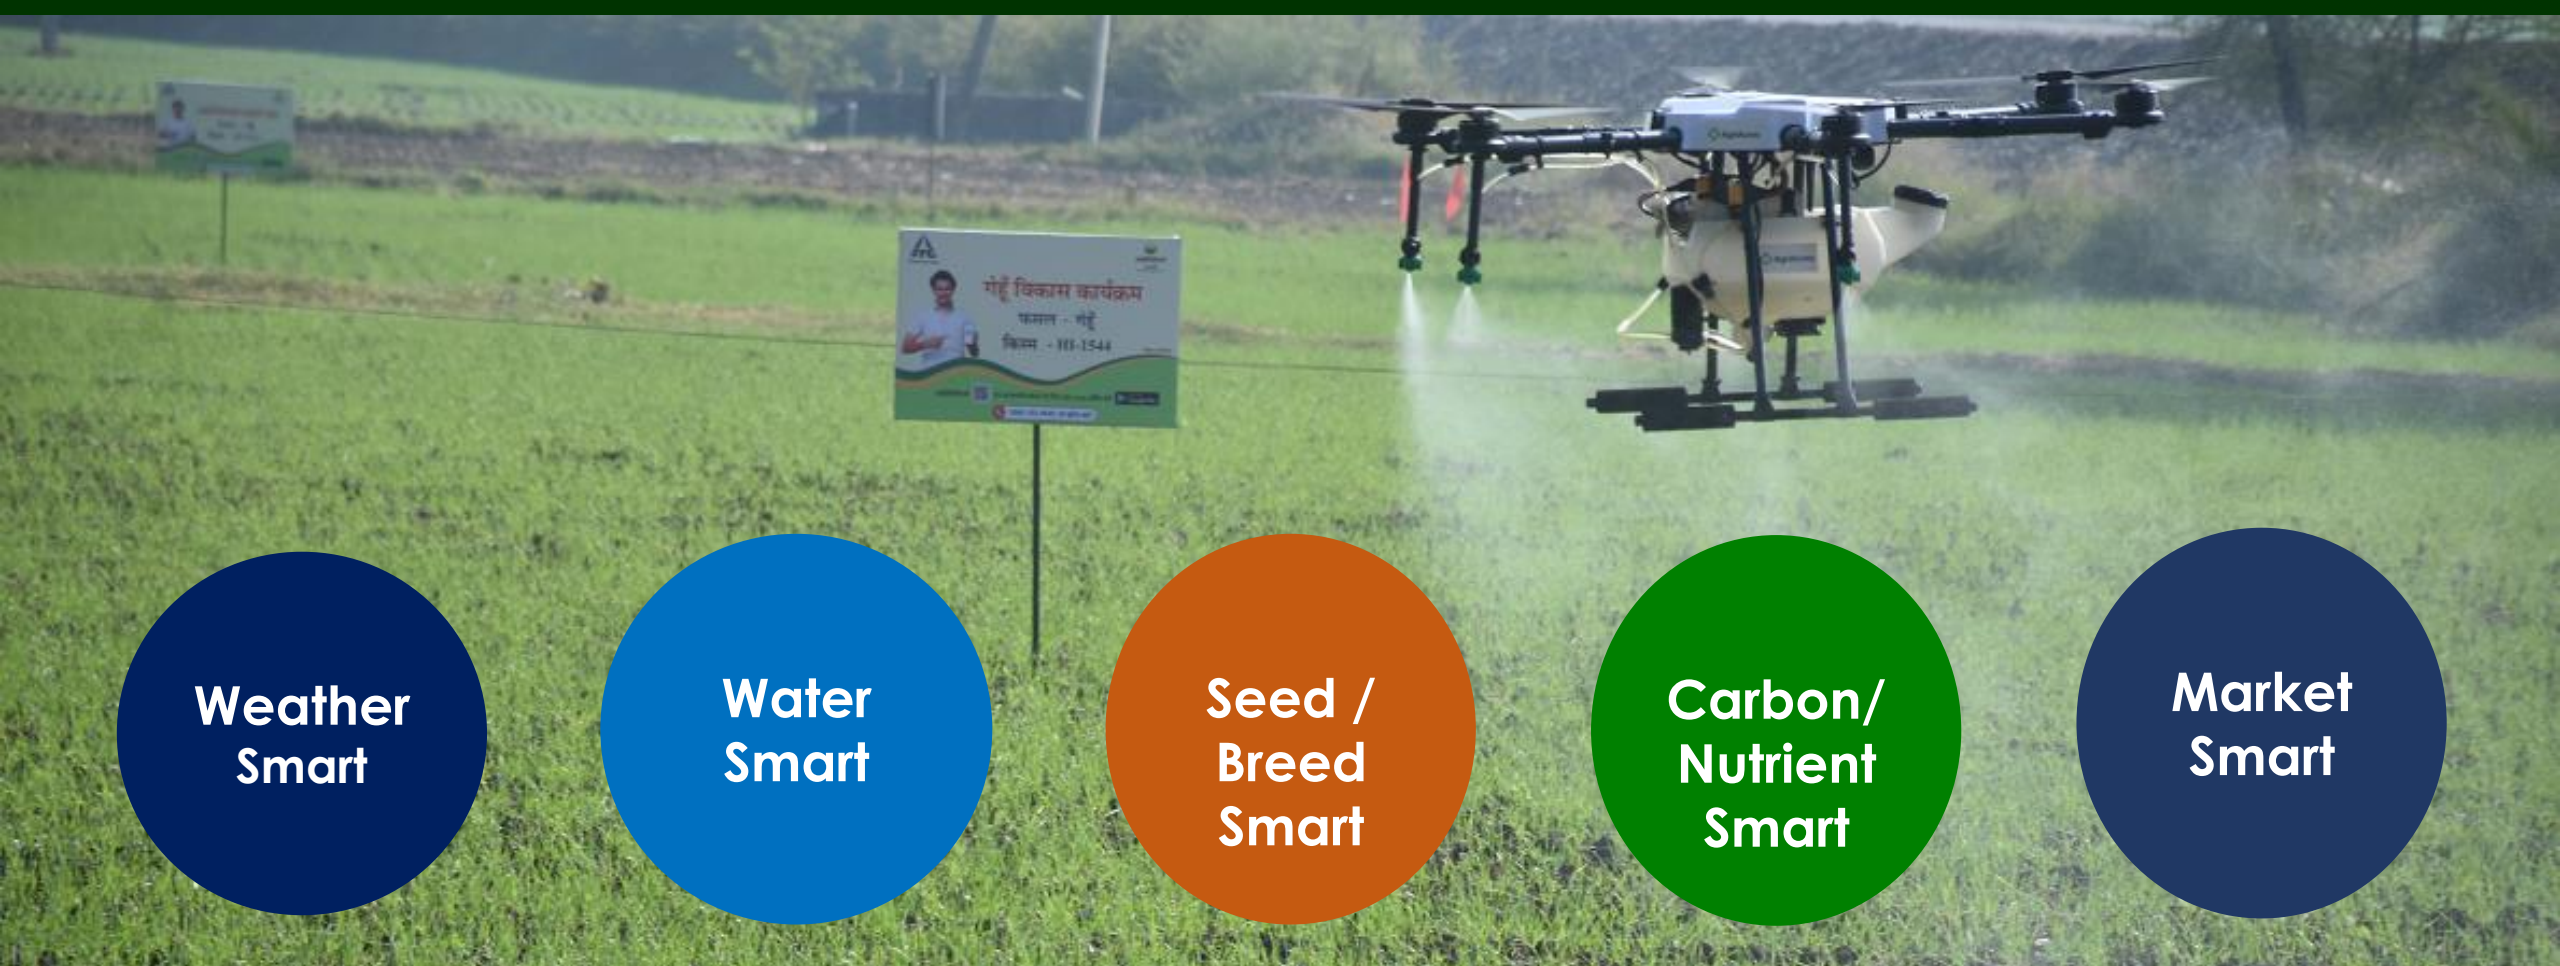 गेहूँ विकास कार्यक्रम
फसल - गेहूँ
किस्म - HI-1544
Weather
Smart
Water
Smart
Seed /
Breed
Smart
Carbon/
Nutrient
Smart
Market
Smart